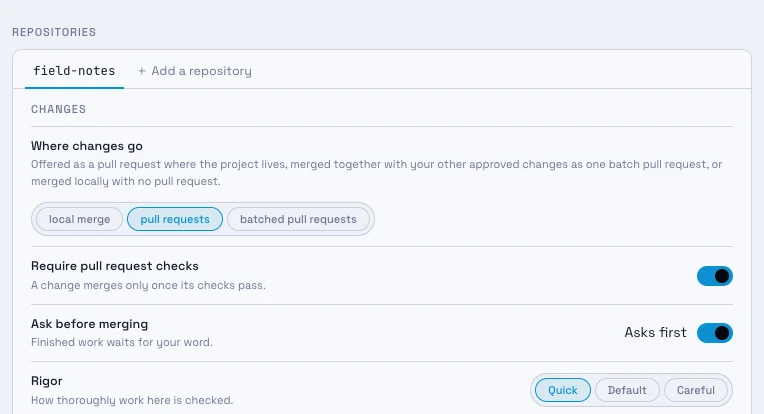 REPOSITORIES
field-notes
+ Add a repository
CHANGES
Where changes go
Offered as a pull request where the project lives, merged together with your other approved changes as one batch pull request, or
merged locally with no pull request.
local merge
pull requests
batched pull requests
Require pull request checks
A change merges only once its checks pass.
Ask before merging
Finished work waits for your word.
Asks first
Rigor
How thoroughly work here is checked.
Quick
Default
Careful